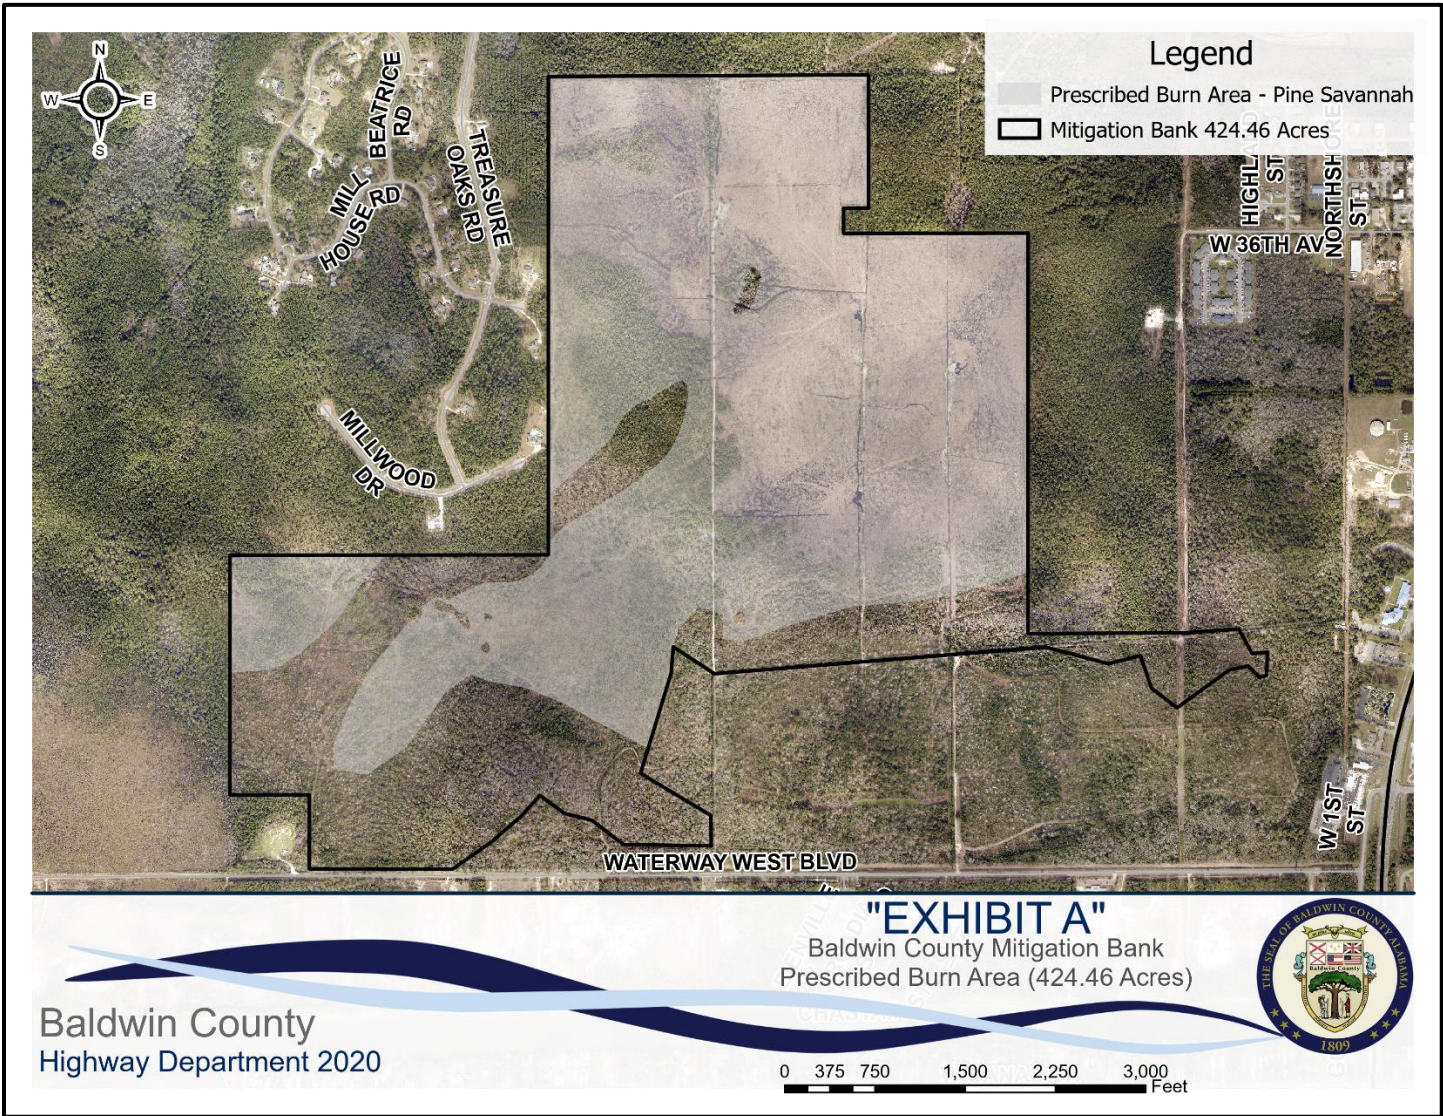 N
W
E
S
Legend
Prescribed Burn Area - Pine Savannah
Mitigation Bank 424.46 Acres
BEATRICE
RD
MILL
HOUSE RD
TREASURE
OAKS RD
HIGHLAND
ST
NORTHSHORE
ST
W 36TH AV
MILLWOOD
DR
W 1ST
ST
WATERWAY WEST BLVD
"EXHIBIT A"
Baldwin County Mitigation Bank
Prescribed Burn Area (424.46 Acres)
THE SEAL OF BALDWIN COUNTY ALABAMA
Baldwin County
1809
Baldwin County
Highway Department 2020
0 375 750 1,500 2,250 3,000
Feet